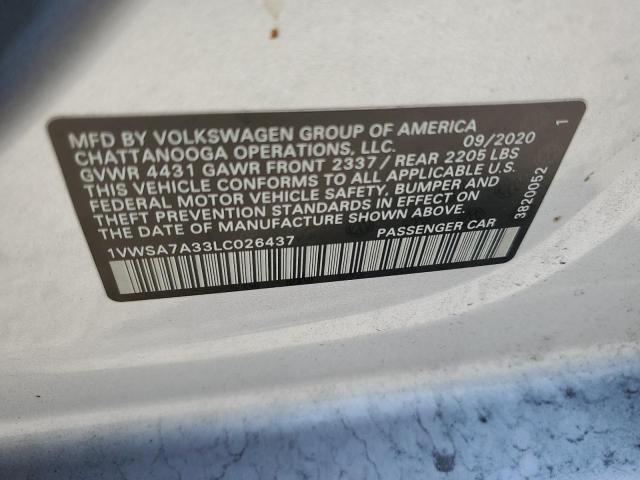 MFD BY VOLKSWAGEN GROUP OF AMERICA 09/2020 1
CHATTANOOGA OPERATIONS, LLC.
GVWR 4431 GAWR FRONT 2337 / REAR 2205 LBS
THIS VEHICLE CONFORMS TO ALL APPLICABLE U.S.
FEDERAL MOTOR VEHICLE SAFETY, BUMPER AND
THEFT PREVENTION STANDARDS IN EFFECT ON
THE DATE OF MANUFACTURE SHOWN ABOVE.
1VWSA7A33LC026437 PASSENGER CAR
3820052